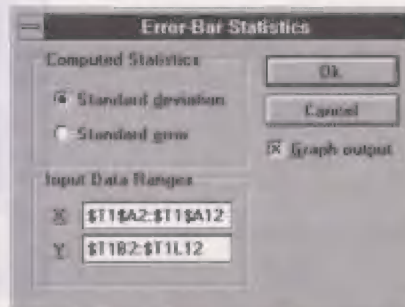 Error Bar Statistics
Computed Statistics
Standard deviation
Standard error
Ok
Cancel
Graph output
Input Data Ranges
X $T1$A2:$T1$A12
Y $T1B2:$T1L12